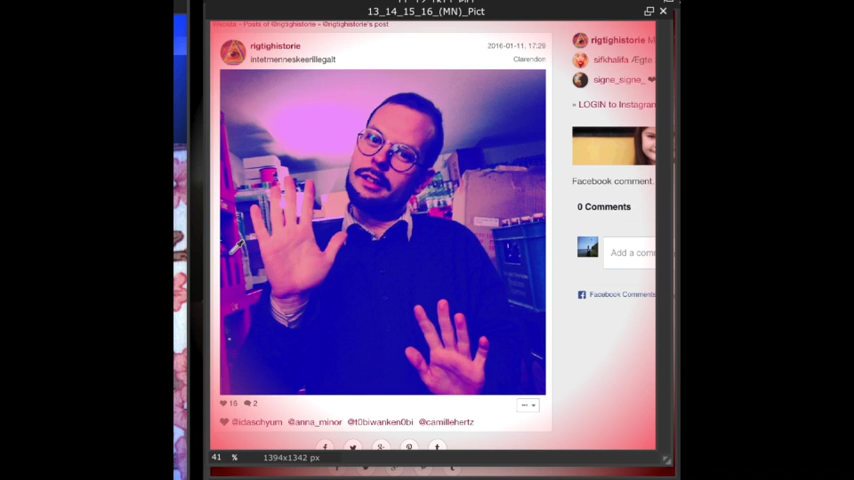 13_14_15_16_(MN)_Pict
Posts of @rigtighistorie » @rigtighistorie's post
rigtighistorie
2016-01-11, 17:29
intetmenneskeerillegalt
Clarendon
16 2
@idaschyum @anna_minor @t0biwanken0bi @camillehertz
rigtighistorie
sifkhalifa Ægte
signe_signe_
» LOGIN to Instagram
Facebook comment.
0 Comments
Add a com
Facebook Comments
41 % 1394x1342 px